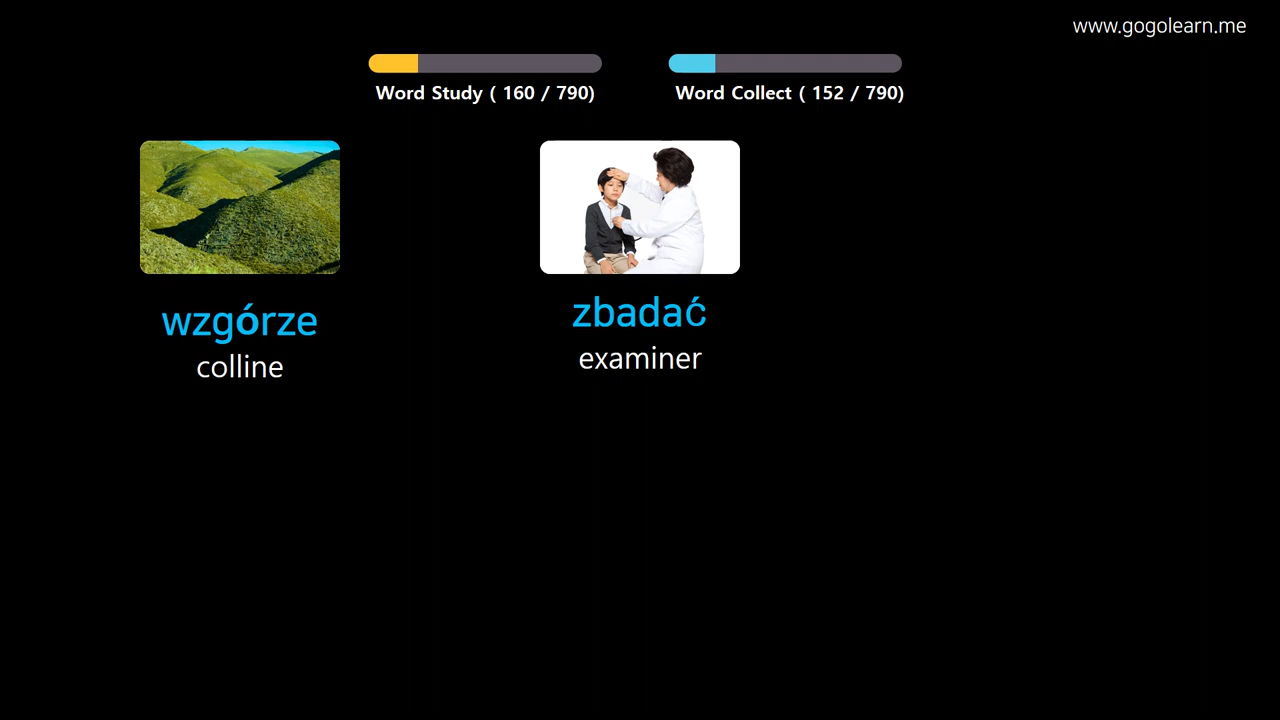 www.gogolearn.me
Word Study ( 160 / 790)
Word Collect ( 152 / 790)
wzgórze
colline
zbadać
examiner